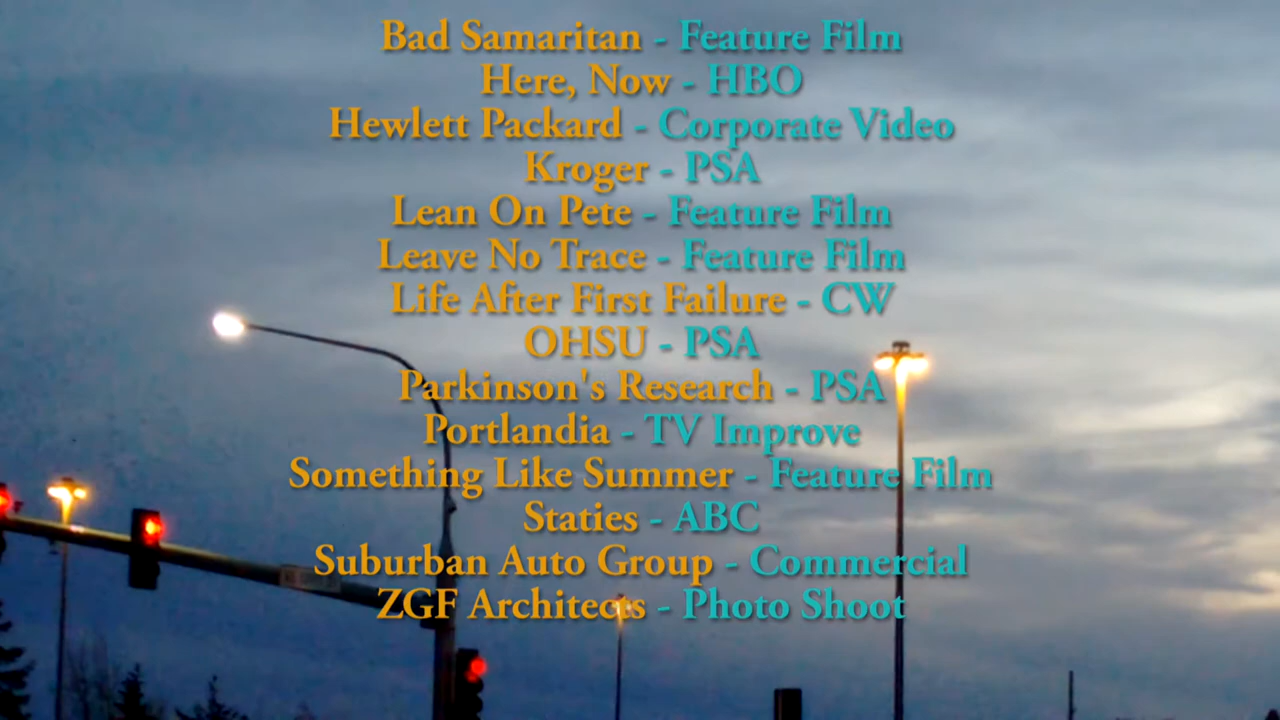 Bad Samaritan - Feature Film
Here, Now - HBO
Hewlett Packard - Corporate Video
Kroger - PSA
Lean On Pete - Feature Film
Leave No Trace - Feature Film
Life After First Failure - CW
OHSU - PSA
Parkinson's Research - PSA
Portlandia - TV Improve
Something Like Summer - Feature Film
Staties - ABC
Suburban Auto Group - Commercial
ZGF Architects - Photo Shoot